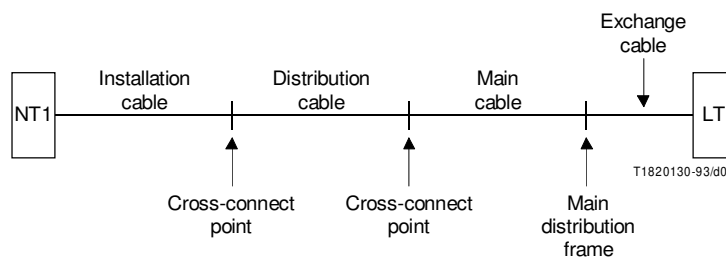 Exchange
cable
Installation
cable
Distribution
cable
Main
cable
NT1
LT
T1820130-93/d0
Cross-connect
point
Cross-connect
point
Main
distribution
frame